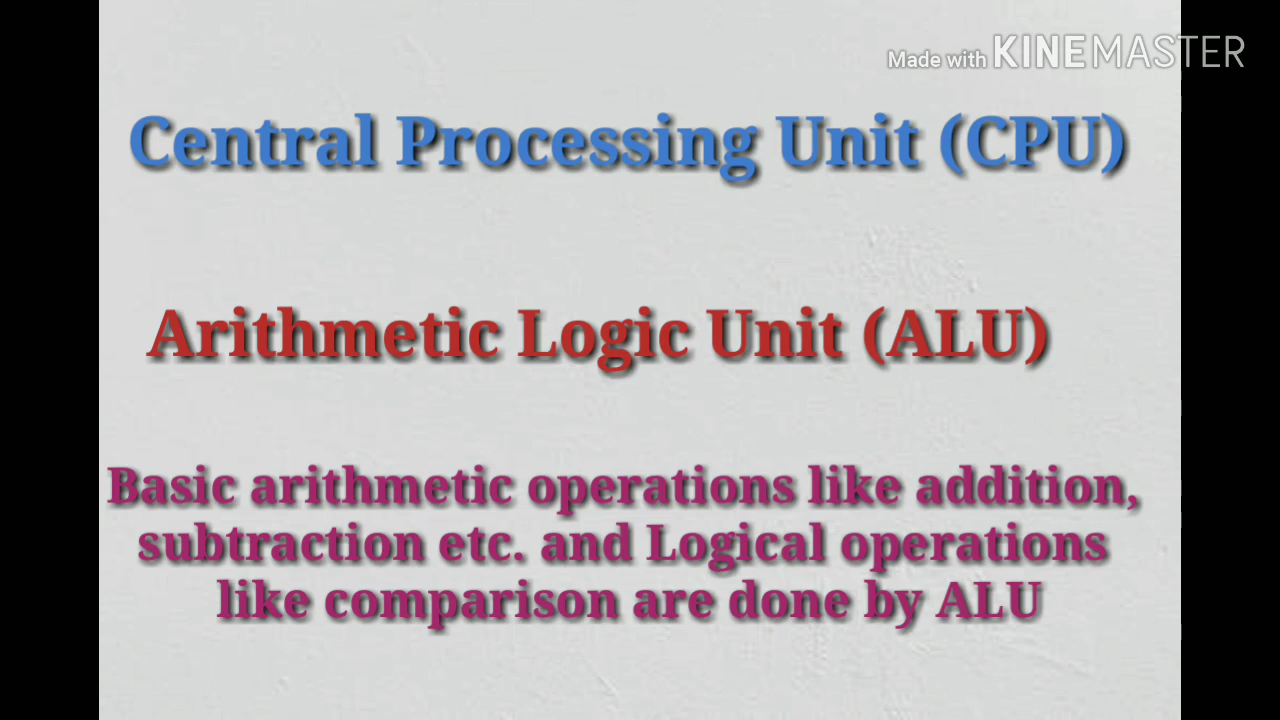 Made with KINEMASTER
Central Processing Unit (CPU)
Arithmetic Logic Unit (ALU)
Basic arithmetic operations like addition,
subtraction etc. and Logical operations
like comparison are done by ALU